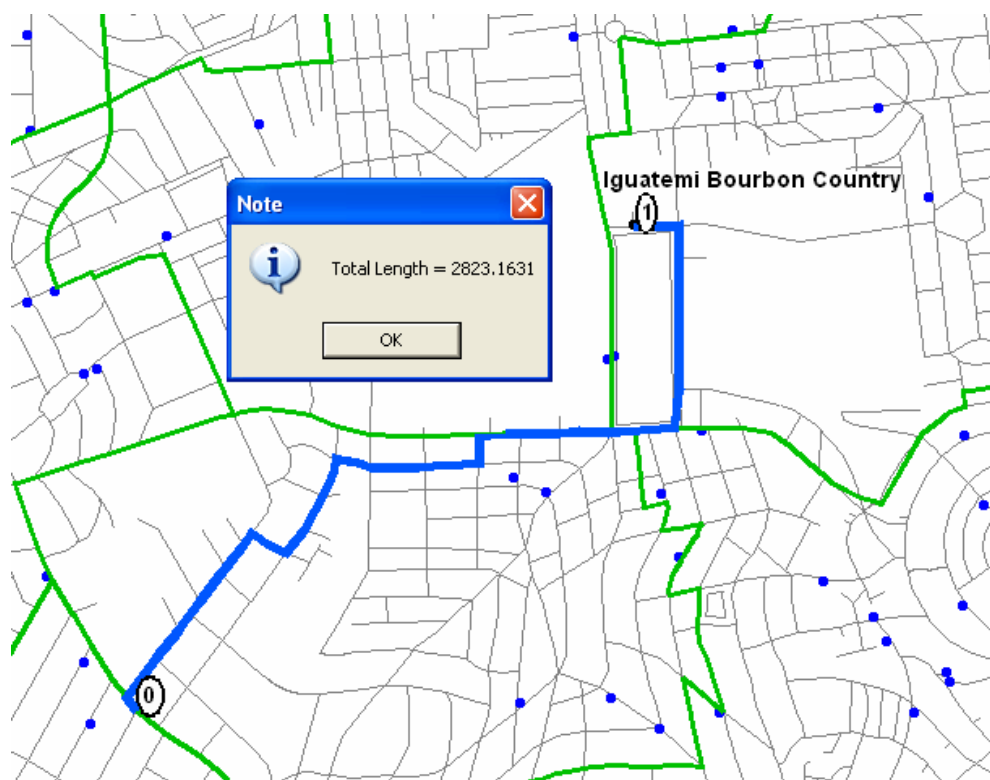 Iguatemi Bourbon Country
1
Note
Total Length = 2823.1631
OK
0